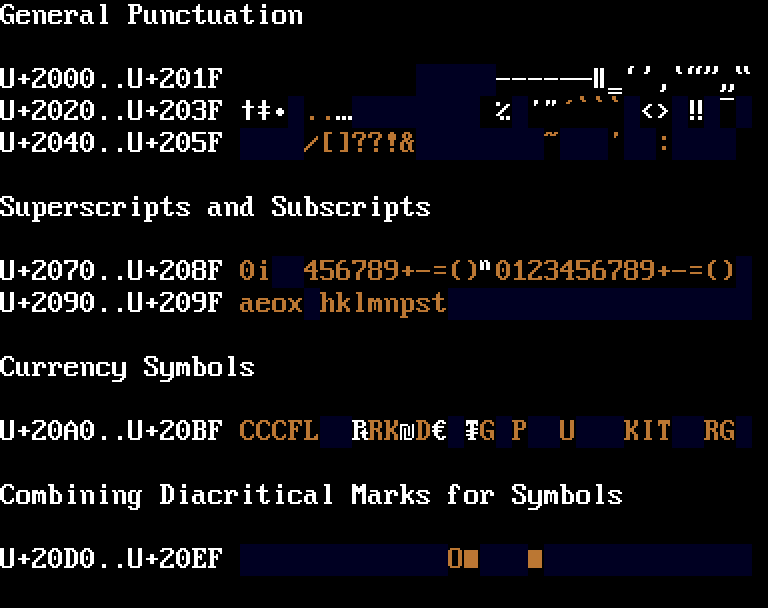 General Punctuation
U+2000..U+201F ‐‑‒–—―‖‗‘’‚‛“”„‟
U+2020..U+203F †‡• ..… ٪ ′″´``` ‹› ‼ ‾
U+2040..U+205F /[]??!& ~ ' :
Superscripts and Subscripts
U+2070..U+208F 0i 456789+-=()ⁿ0123456789+-=()
U+2090..U+209F aeox hklmnpst
Currency Symbols
U+20A0..U+20BF CCCFL ₧RK₪D€ ₮G P U KIT RG
Combining Diacritical Marks for Symbols
U+20D0..U+20EF O■ ■